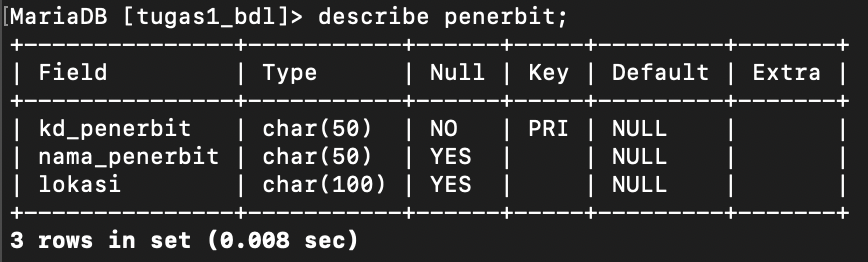 MariaDB [tugas1_bdl]> describe penerbit;
+---------------+-----------+------+-----+---------+-------+
| Field         | Type      | Null | Key | Default | Extra |
+---------------+-----------+------+-----+---------+-------+
| kd_penerbit   | char(50)  | NO   | PRI | NULL    |       |
| nama_penerbit | char(50)  | YES  |     | NULL    |       |
| lokasi        | char(100) | YES  |     | NULL    |       |
+---------------+-----------+------+-----+---------+-------+
3 rows in set (0.008 sec)